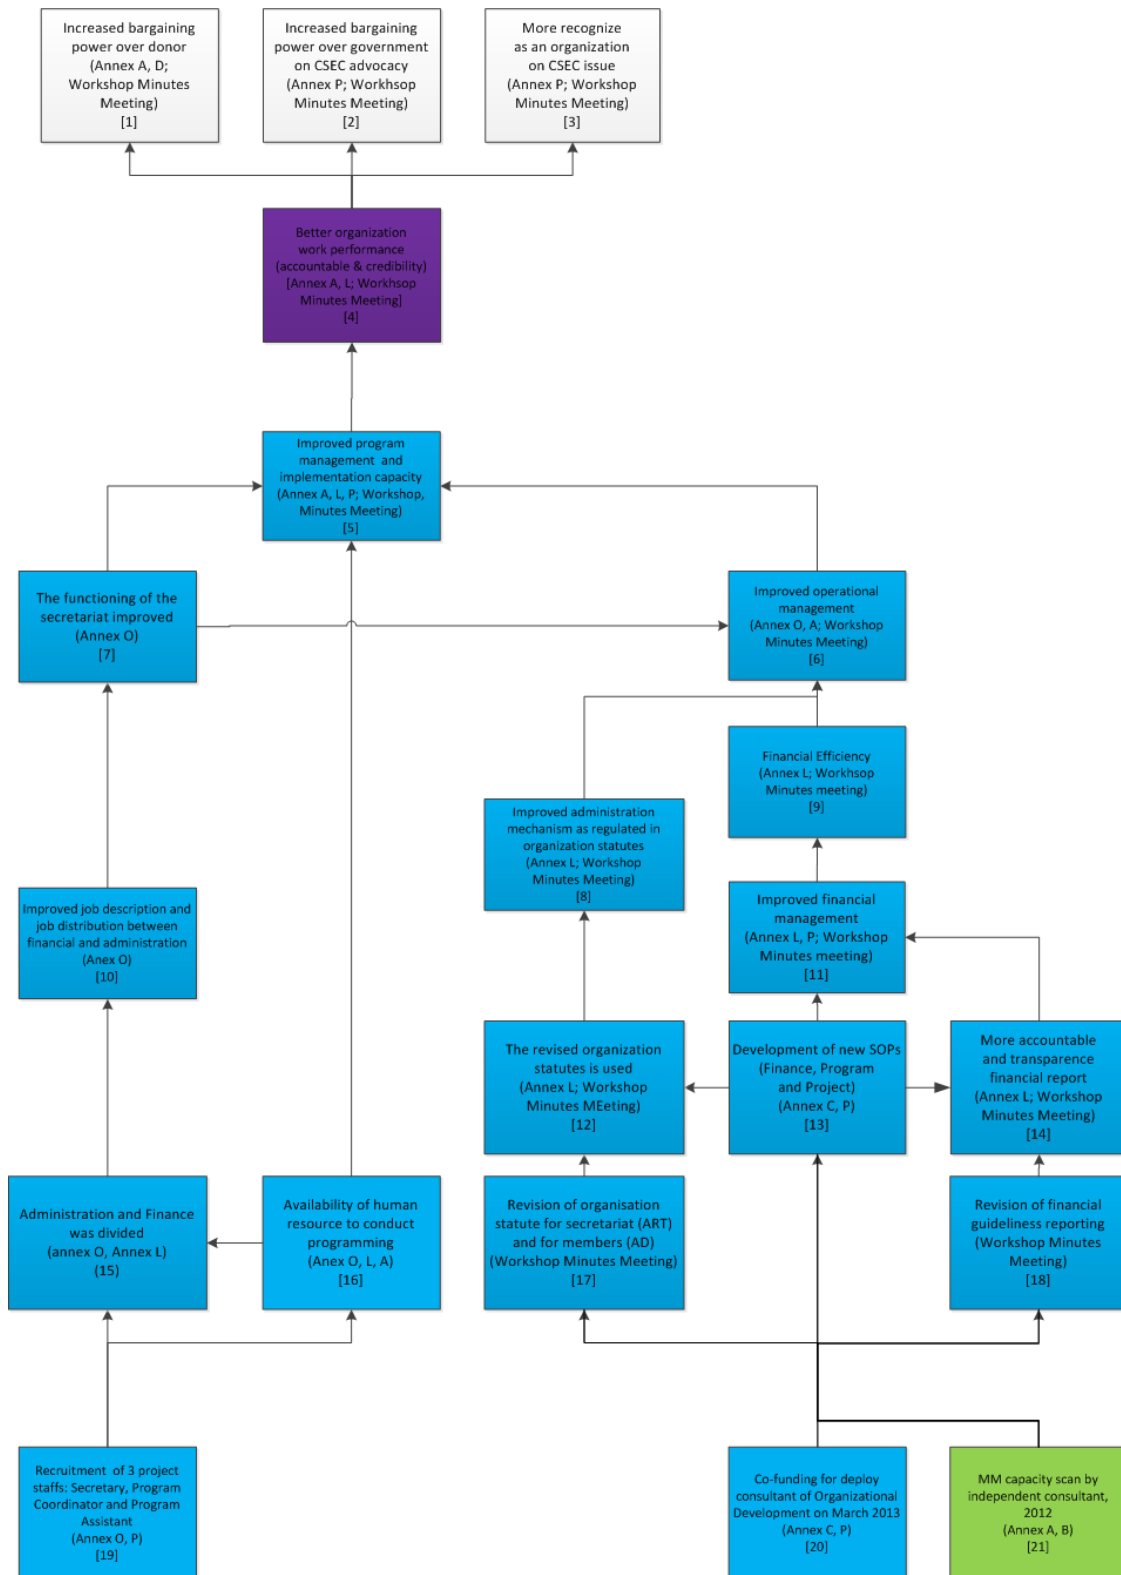 Increased bargaining
power over donor
(Annex A, D;
Workshop Minutes
Meeting)
[1]
Increased bargaining
power over government
on CSEC advocacy
(Annex P; Workhsop
Minutes Meeting)
[2]
More recognize
as an organization
on CSEC issue
(Annex P; Workshop
Minutes Meeting)
[3]
Better organization
work performance
(accountable & credibility)
[Annex A, L; Workhsop
Minutes Meeting]
[4]
Improved program
management and
implementation capacity
(Annex A, L, P; Workshop,
Minutes Meeting)
[5]
The functioning of the
secretariat improved
(Annex O)
[7]
Improved operational
management
(Annex O, A; Workshop
Minutes Meeting)
[6]
Financial Efficiency
(Annex L; Workhsop
Minutes meeting)
[9]
Improved administration
mechanism as regulated in
organization statutes
(Annex L; Workshop
Minutes Meeting)
[8]
Improved job description and
job distribution between
financial and administration
(Anex O)
[10]
Improved financial
management
(Annex L, P; Workshop
Minutes meeting)
[11]
The revised organization
statutes is used
(Annex L; Workshop
Minutes MEeting)
[12]
Development of new SOPs
(Finance, Program
and Project)
(Annex C, P)
[13]
More accountable
and transparence
financial report
(Annex L; Workshop
Minutes Meeting)
[14]
Administration and Finance
was divided
(annex O, Annex L)
(15)
Availability of human
resource to conduct
programming
(Anex O, L, A)
[16]
Revision of organisation
statute for secretariat (ART)
and for members (AD)
(Workshop Minutes Meeting)
[17]
Revision of financial
guideliness reporting
(Workshop Minutes
Meeting)
[18]
Recruitment of 3 project
staffs: Secretary, Program
Coordinator and Program
Assistant
(Annex O, P)
[19]
Co-funding for deploy
consultant of Organizational
Development on March 2013
(Annex C, P)
[20]
MM capacity scan by
independent consultant,
2012
(Annex A, B)
[21]